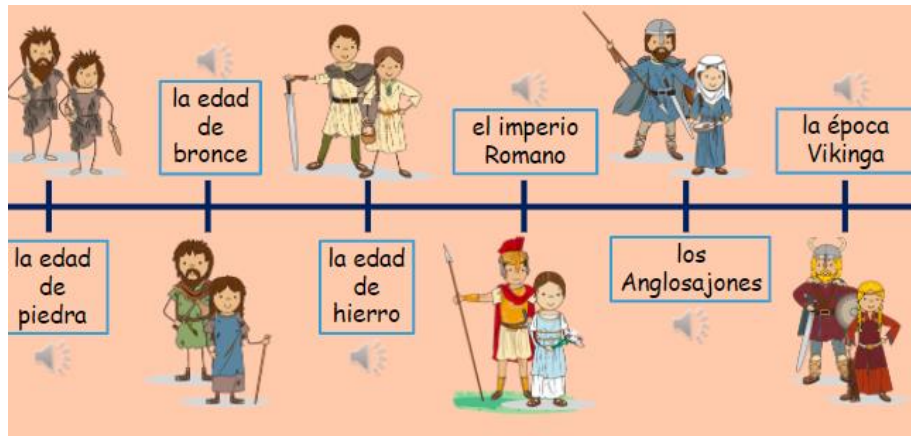 la edad
de
bronce
el imperio
Romano
la época
Vikinga
la edad
de
piedra
la edad
de
hierro
los
Anglosajones